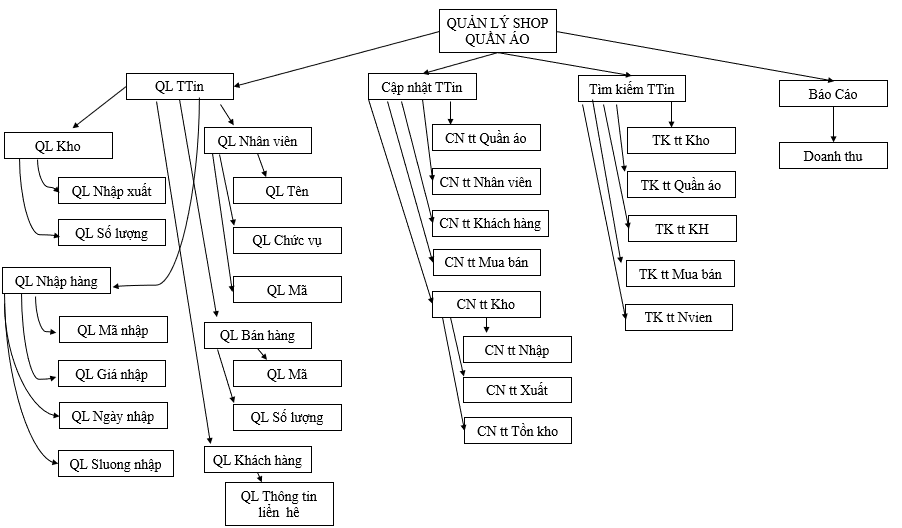 QUẢN LÝ SHOP
QUẦN ÁO
QL TTin
QL Kho
QL Nhập xuất
QL Số lượng
QL Nhập hàng
QL Mã nhập
QL Giá nhập
QL Ngày nhập
QL Sluong nhập
QL Nhân viên
QL Tên
QL Chức vụ
QL Mã
QL Bán hàng
QL Mã
QL Số lượng
QL Khách hàng
QL Thông tin
liển hê
Cập nhật TTin
CN tt Quần áo
CN tt Nhân viên
CN tt Khách hàng
CN tt Mua bán
CN tt Kho
CN tt Nhập
CN tt Xuất
CN tt Tồn kho
Tìm kiếm TTin
TK tt Kho
TK tt Quần áo
TK tt KH
TK tt Mua bán
TK tt Nvien
Báo Cáo
Doanh thu